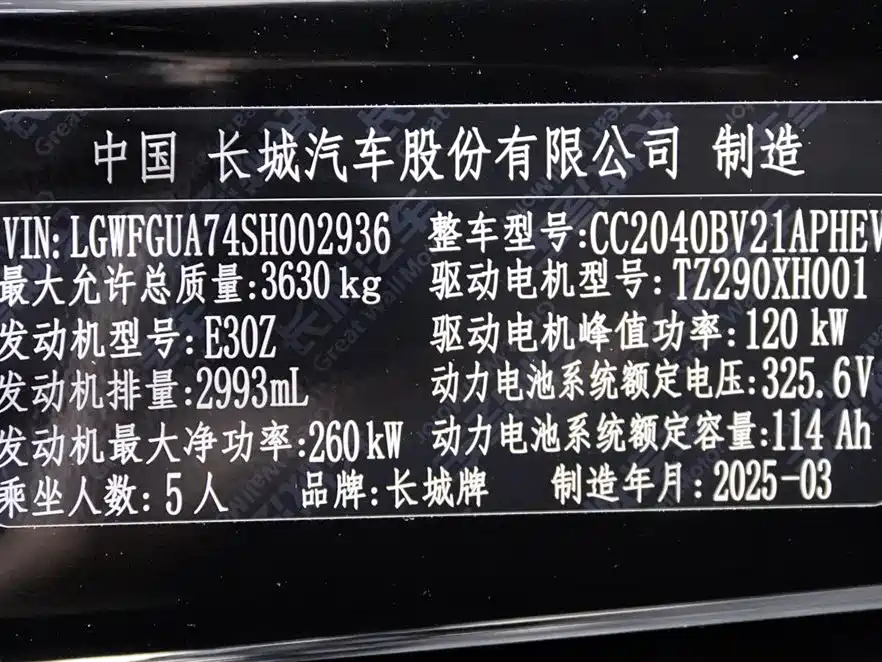 中国 长城汽车股份有限公司 制造
VIN: LGWFGUA74SH002936 整车型号:CC2040BV21APHEV
最大允许总质量:3630 kg 驱动电机型号:TZ290XH001
发动机型号:E30Z 驱动电机峰值功率:120 kW
发动机排量:2993mL 动力电池系统额定电压:325.6V
发动机最大净功率:260 kW 动力电池系统额定容量:114 Ah
乘坐人数:5人 品牌:长城牌 制造年月:2025-03